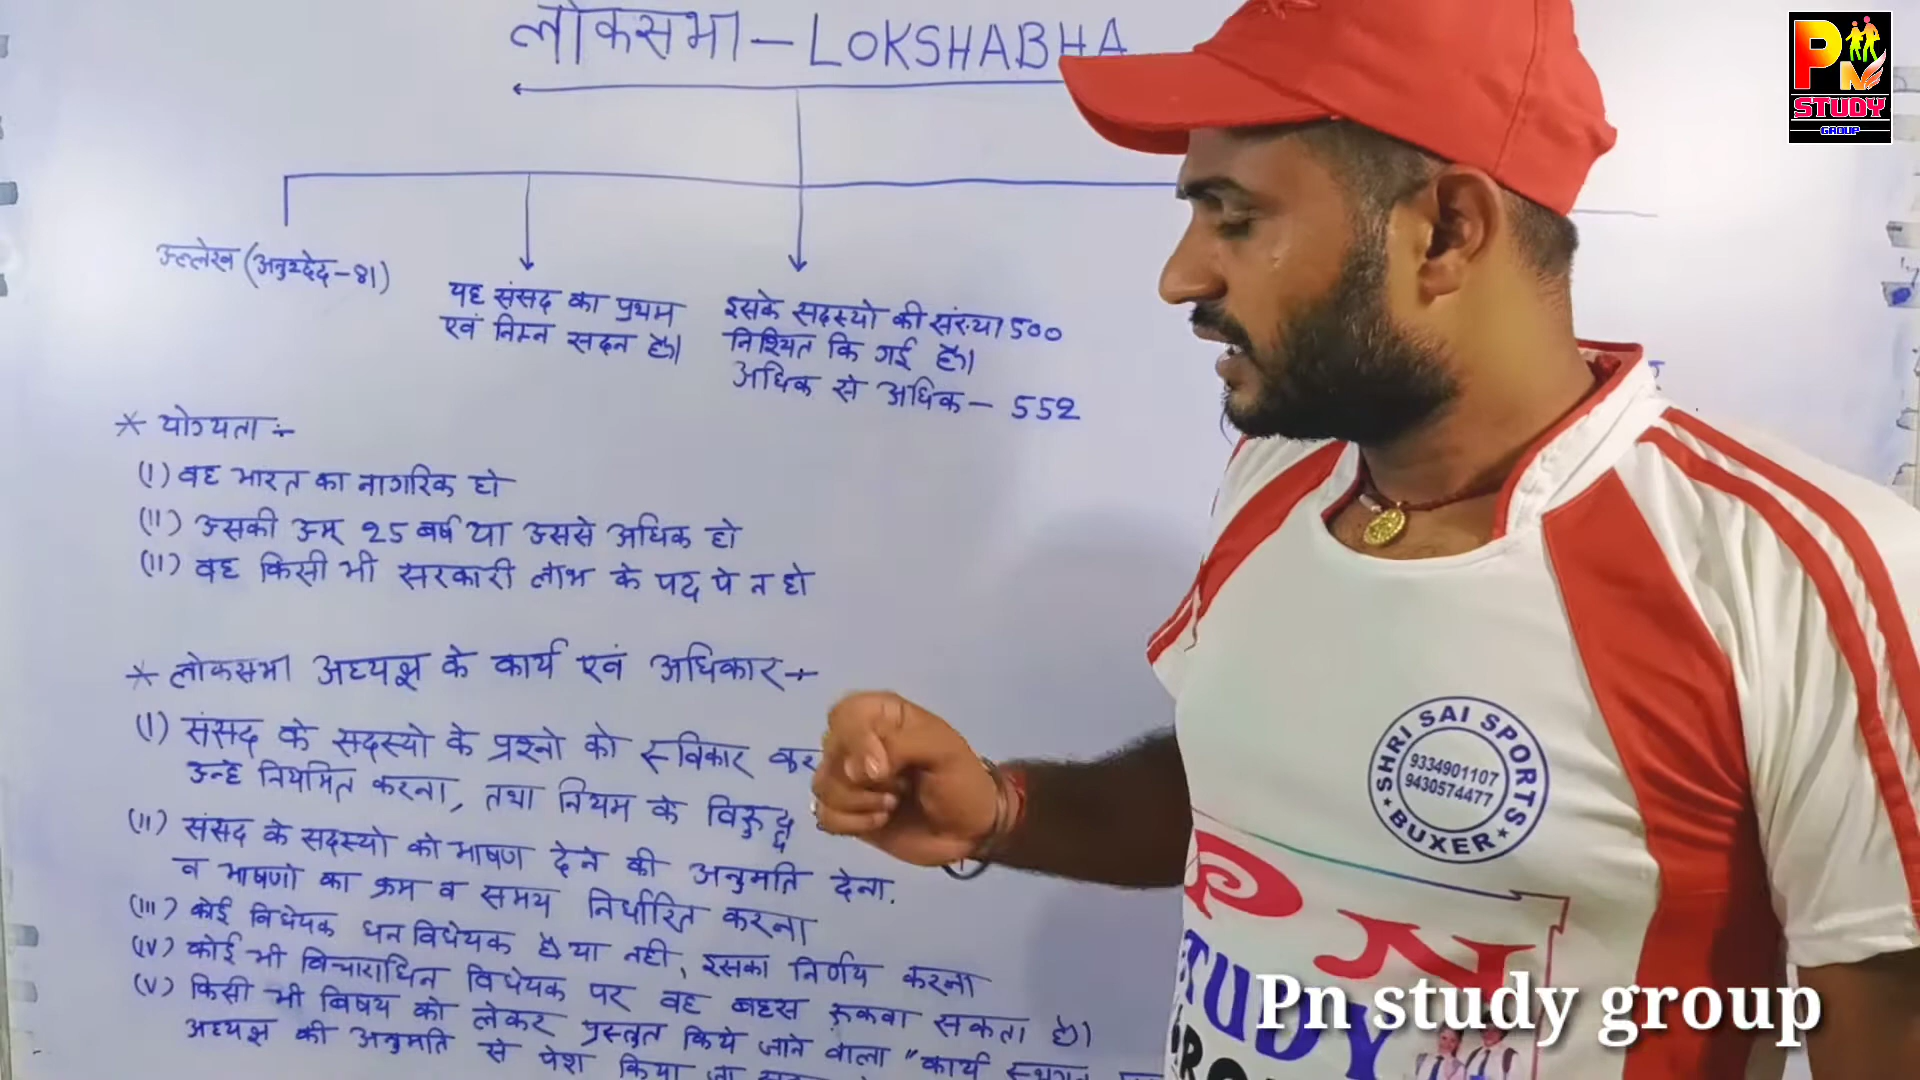 लोकसभा - LOKSHABHA
उल्लेख (अनुच्छेद-81)
यह संसद का प्रथम
एवं निम्न सदन है।
इसके सदस्यो की संख्या 500
निश्चित कि गई है।
अधिक से अधिक - 552
* योग्यता :-
(I) वह भारत का नागरिक हो
(II) उसकी उम्र 25 वर्ष या उससे अधिक हो
(II) वह किसी भी सरकारी लाभ के पद पे न हो
* लोकसभा अध्यक्ष के कार्य एवं अधिकार :-
(I) संसद के सदस्यो के प्रश्नो को स्विकार कर
उन्हे नियमित करना, तथा नियम के विरुद्ध
(II) संसद के सदस्यो को भाषण देने की अनुमति देना.
व भाषणो का क्रम व समय निर्धारित करना
(III) कोई विधेयक धन विधेयक है या नही, इसका निर्णय करना
(IV) कोई भी विचाराधिन विधेयक पर वह बहस रुकवा सकता है।
(V) किसी भी विषय को लेकर प्रस्तुत किये जाने वाला "कार्य स्थगन
अध्यक्ष की अनुमति से पेश किया जा
PN
STUDY
GROUP
SHRI SAI SPORTS
9334901107
9430574477
★ BUXER ★
PN
STUDY
Pn study group